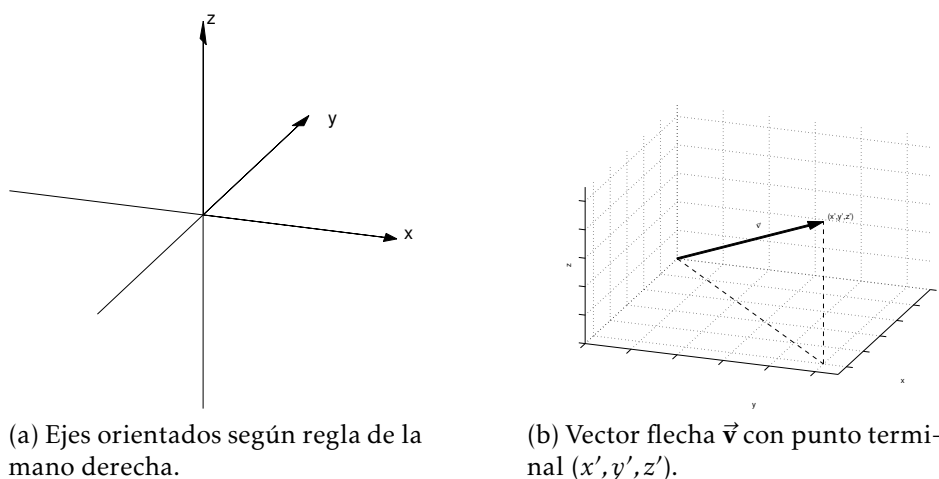 z
y
x
(x',y',z')
v⃗
z
x
y
(a) Ejes orientados según regla de la
mano derecha.
(b) Vector flecha v⃗ con punto termi-
nal (x′, y′, z′).